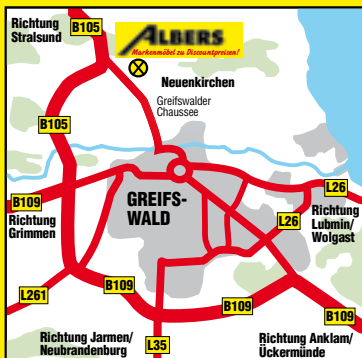 Richtung
Stralsund
B105
ALBERS
Markenmöbel zu Discountpreisen!
Neuenkirchen
Greifswalder
Chaussee
B105
B109
Richtung
Grimmen
GREIFS-
WALD
L26
L26
Richtung
Lubmin/
Wolgast
L261
B109
B109
B109
Richtung Jarmen/
Neubrandenburg
L35
Richtung Anklam/
Ückermünde